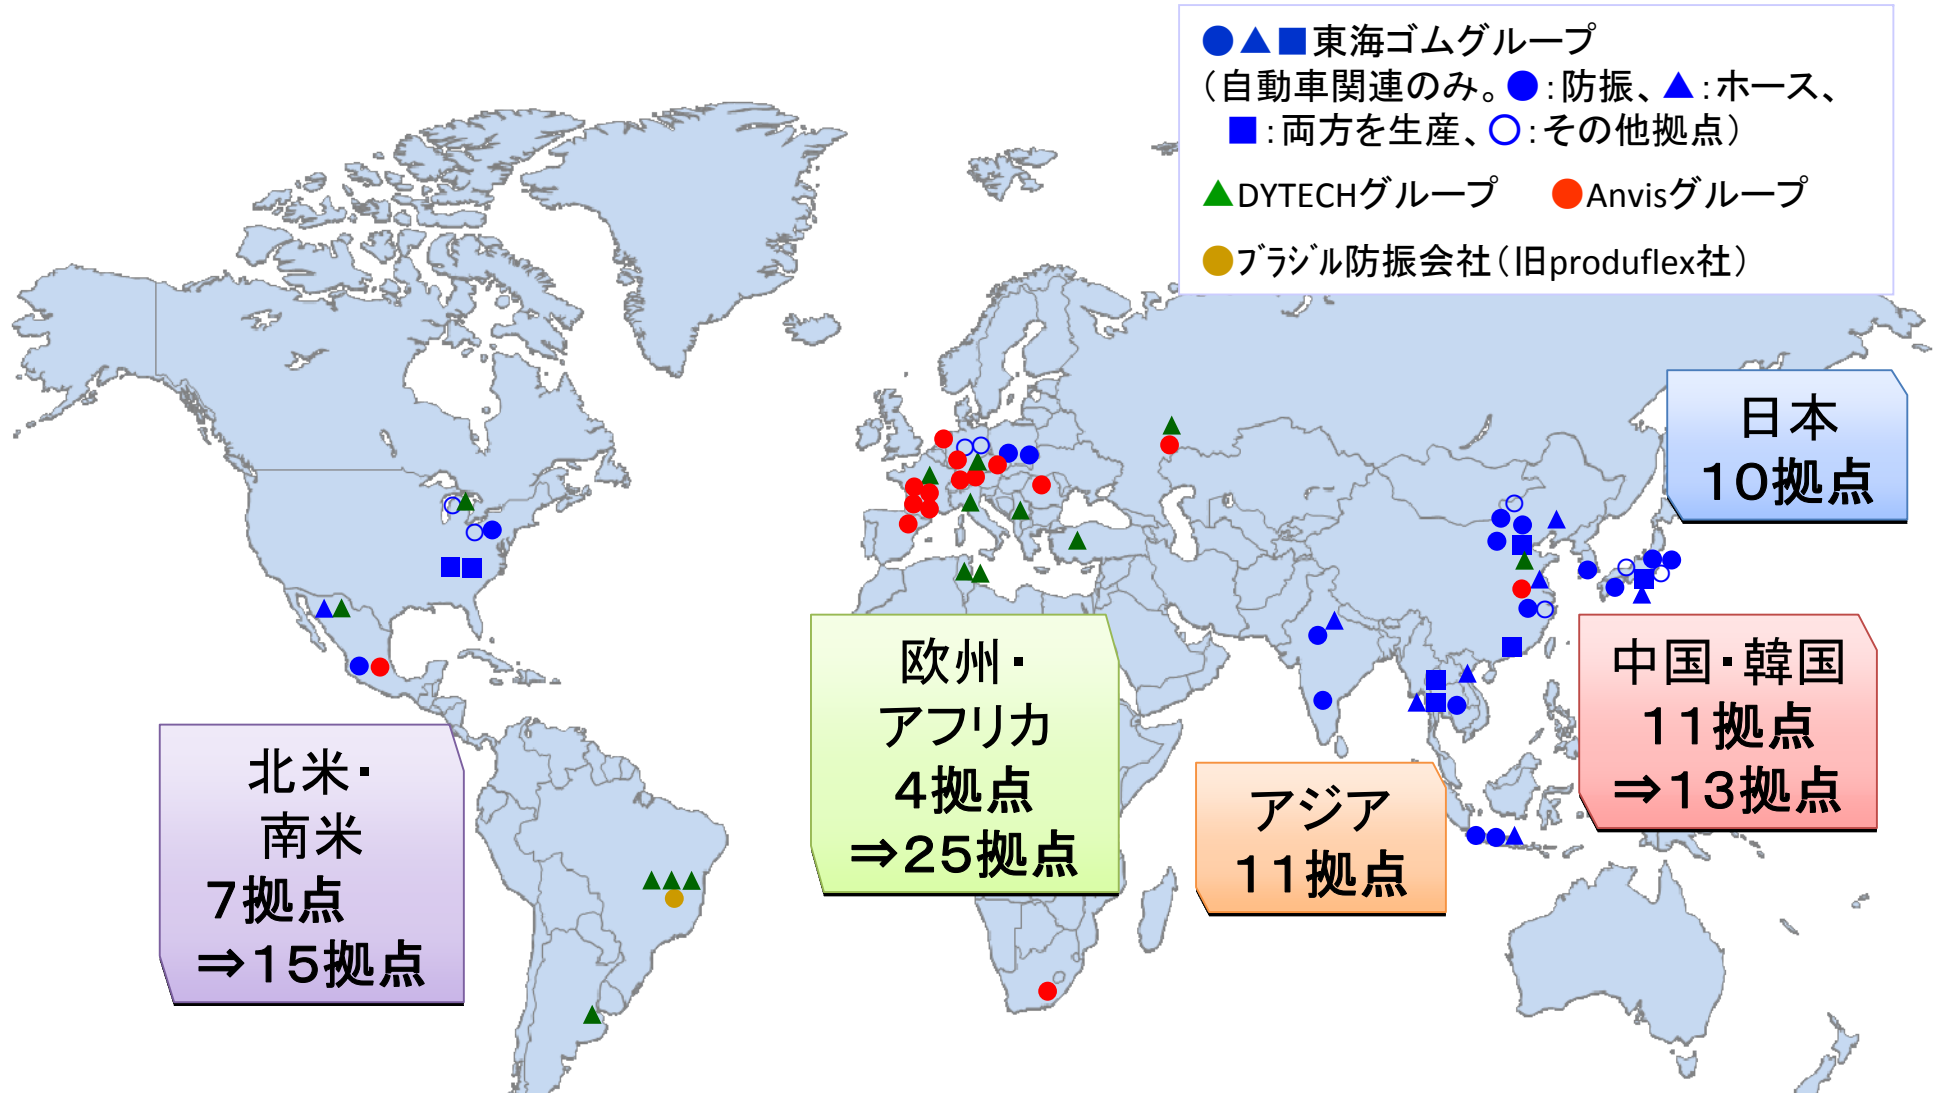 ●▲■東海ゴムグループ
（自動車関連のみ。●：防振、▲：ホース、
■：両方を生産、○：その他拠点）
▲DYTECHグループ ●Anvisグループ
●ﾌﾞﾗｼﾞﾙ防振会社（旧produflex社）
日本
10拠点
欧州・
アフリカ
4拠点
⇒25拠点
中国・韓国
11拠点
⇒13拠点
北米・
南米
7拠点
⇒15拠点
アジア
11拠点